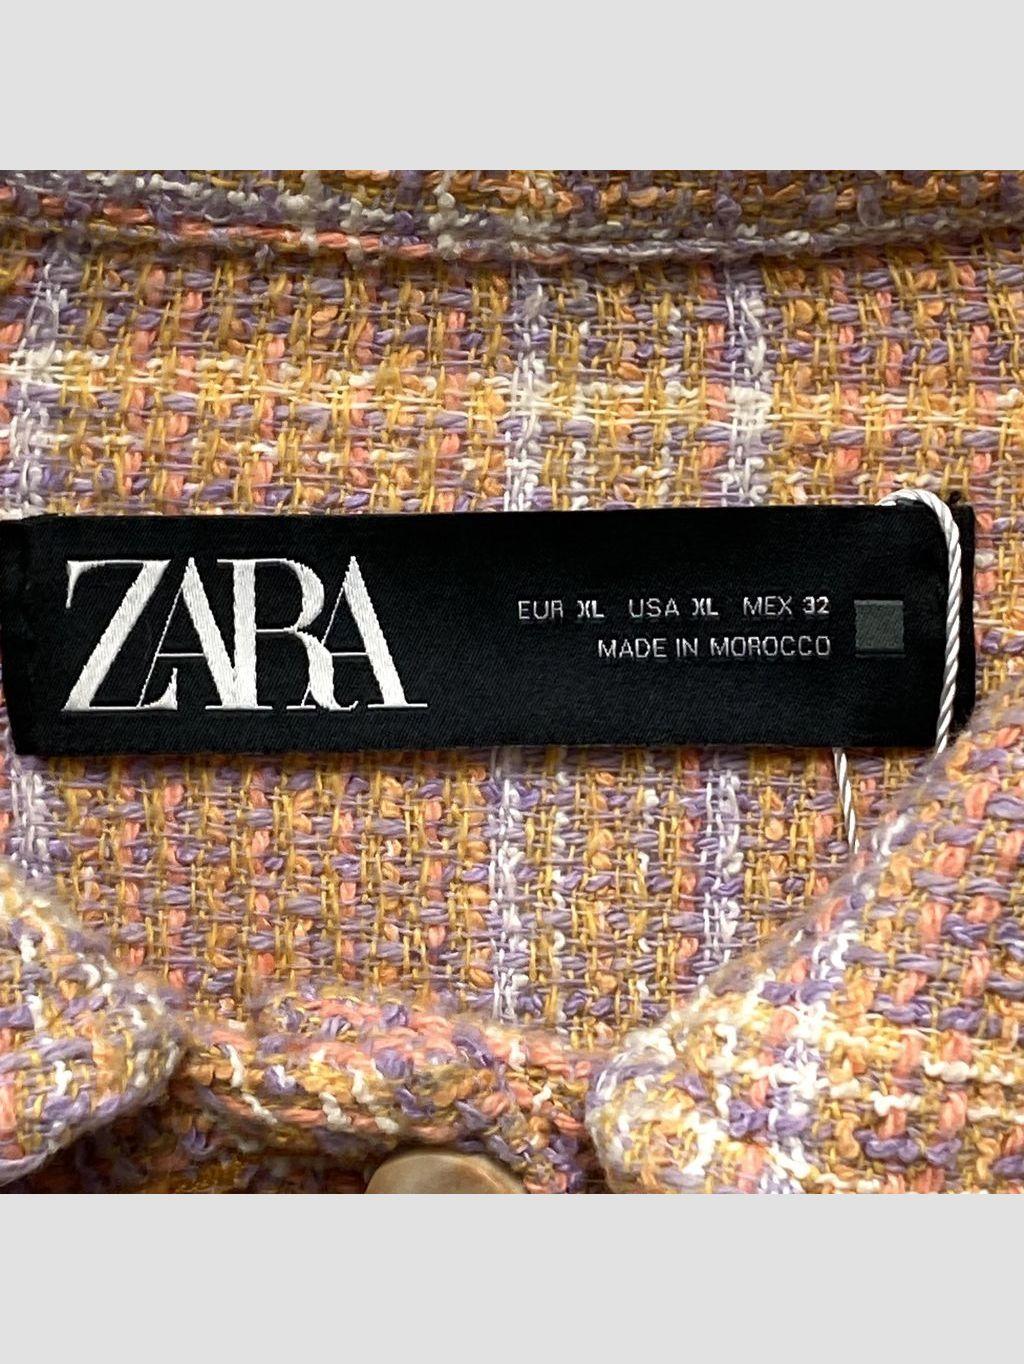 ZARA
EUR XL USA XL MEX 32
MADE IN MOROCCO